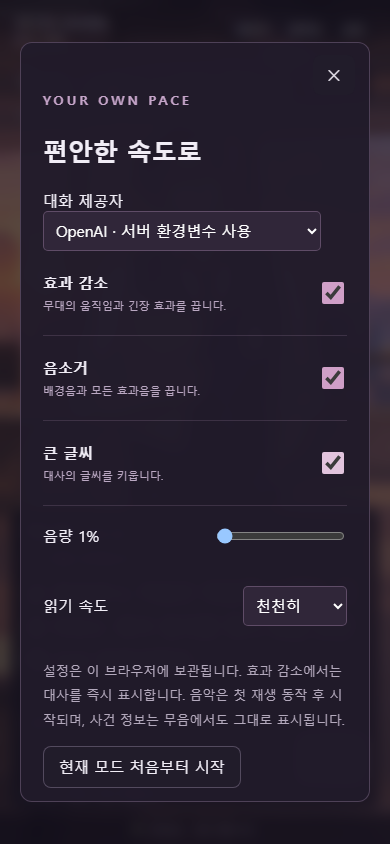 ×
YOUR OWN PACE
편안한 속도로
대화 제공자
OpenAI · 서버 환경변수 사용
효과 감소
무대의 움직임과 긴장 효과를 끕니다.
음소거
배경음과 모든 효과음을 끕니다.
큰 글씨
대사의 글씨를 키웁니다.
음량 1%
읽기 속도
천천히
설정은 이 브라우저에 보관됩니다. 효과 감소에서는
대사를 즉시 표시합니다. 음악은 첫 재생 동작 후 시
작되며, 사건 정보는 무음에서도 그대로 표시됩니다.
현재 모드 처음부터 시작